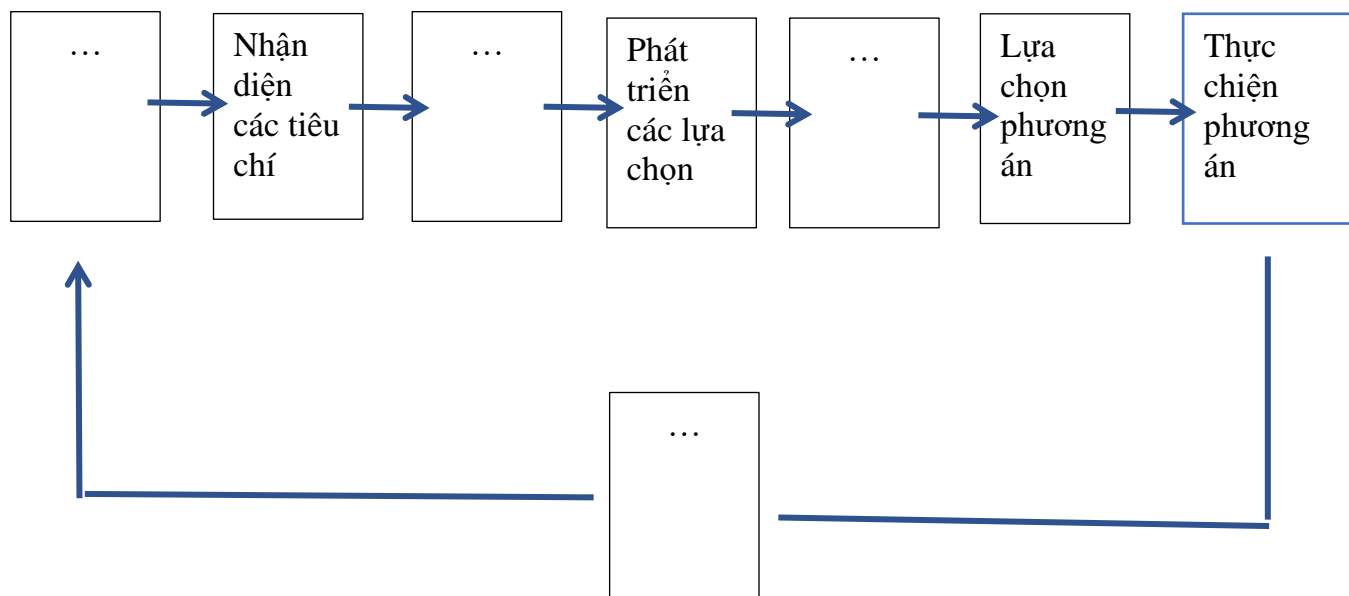 …
Nhận
diện
các tiêu
chí
…
Phát
triển
các lựa
chọn
…
Lựa
chọn
phương
án
Thực
chiện
phương
án
…